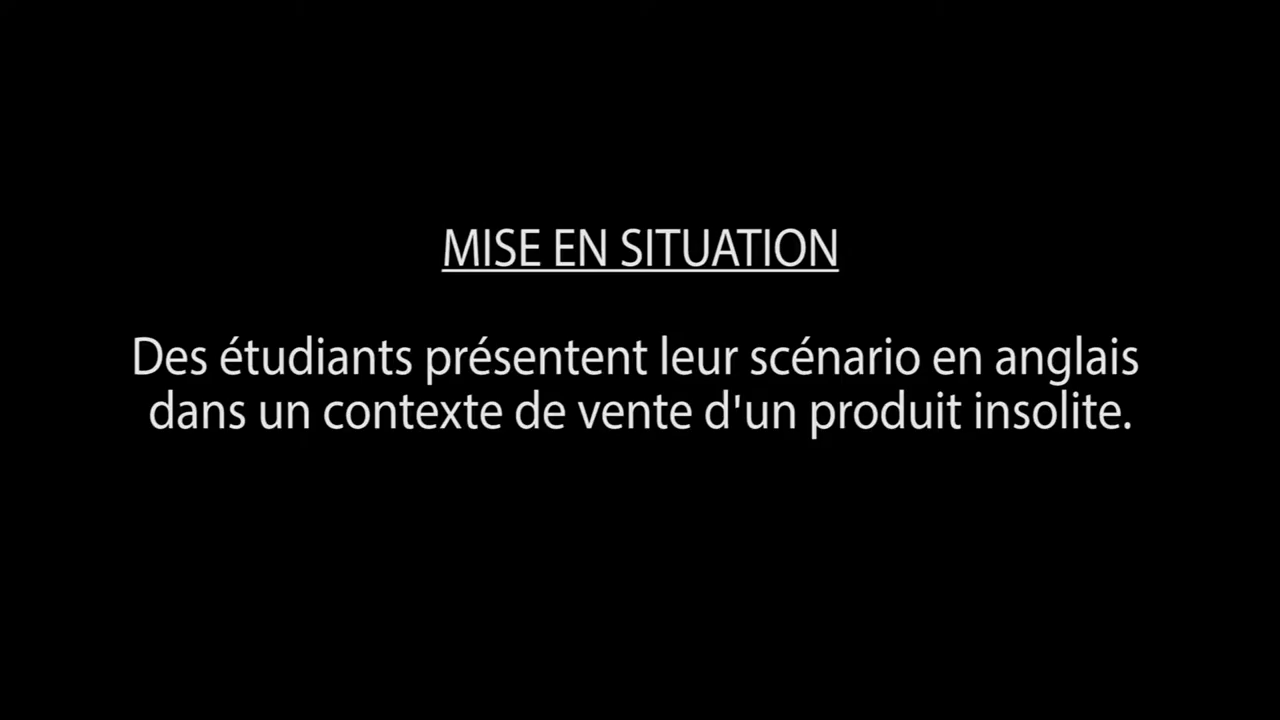 MISE EN SITUATION
Des étudiants présentent leur scénario en anglais
dans un contexte de vente d'un produit insolite.